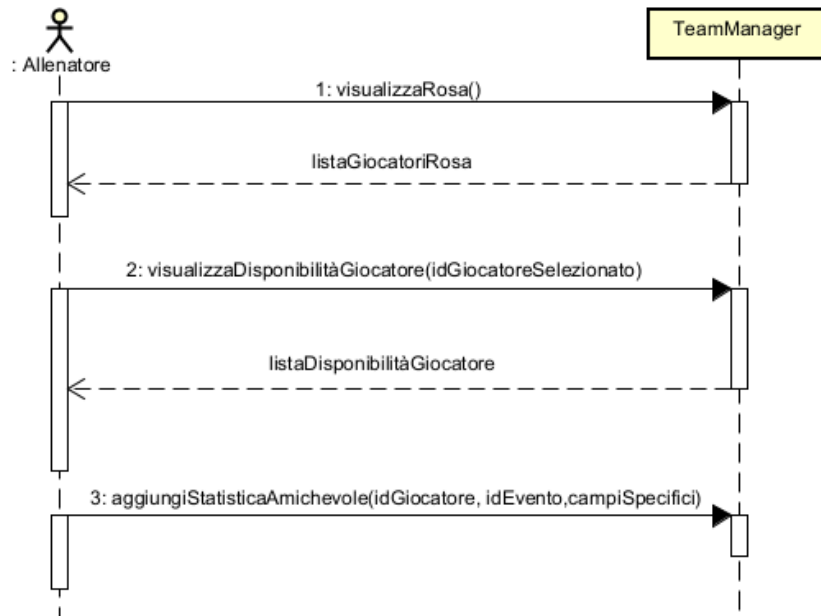 : Allenatore
TeamManager
1: visualizzaRosa()
listaGiocatoriRosa
2: visualizzaDisponibilitàGiocatore(idGiocatoreSelezionato)
listaDisponibilitàGiocatore
3: aggiungiStatisticaAmichevole(idGiocatore, idEvento,campiSpecifici)